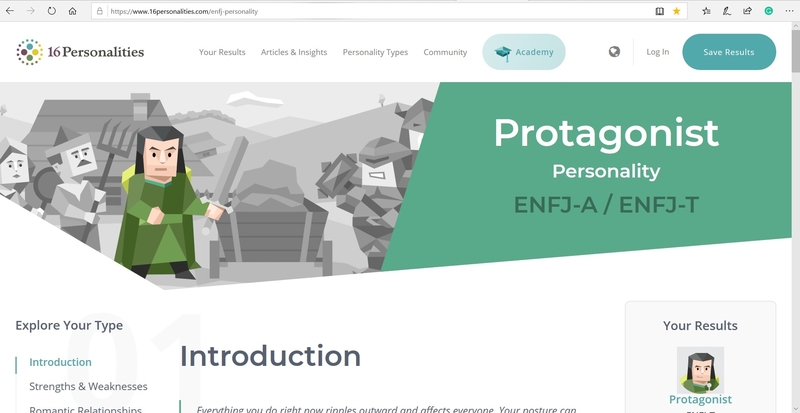 https://www.16personalities.com/enfj-personality
16Personalities
Your Results Articles & Insights Personality Types Community Academy Log In Save Results
Protagonist
Personality
ENFJ-A / ENFJ-T
01
Explore Your Type
Introduction
Strengths & Weaknesses
Romantic Relationships
Introduction
Everything you do right now ripples outward and affects everyone. Your posture can
Your Results
Protagonist